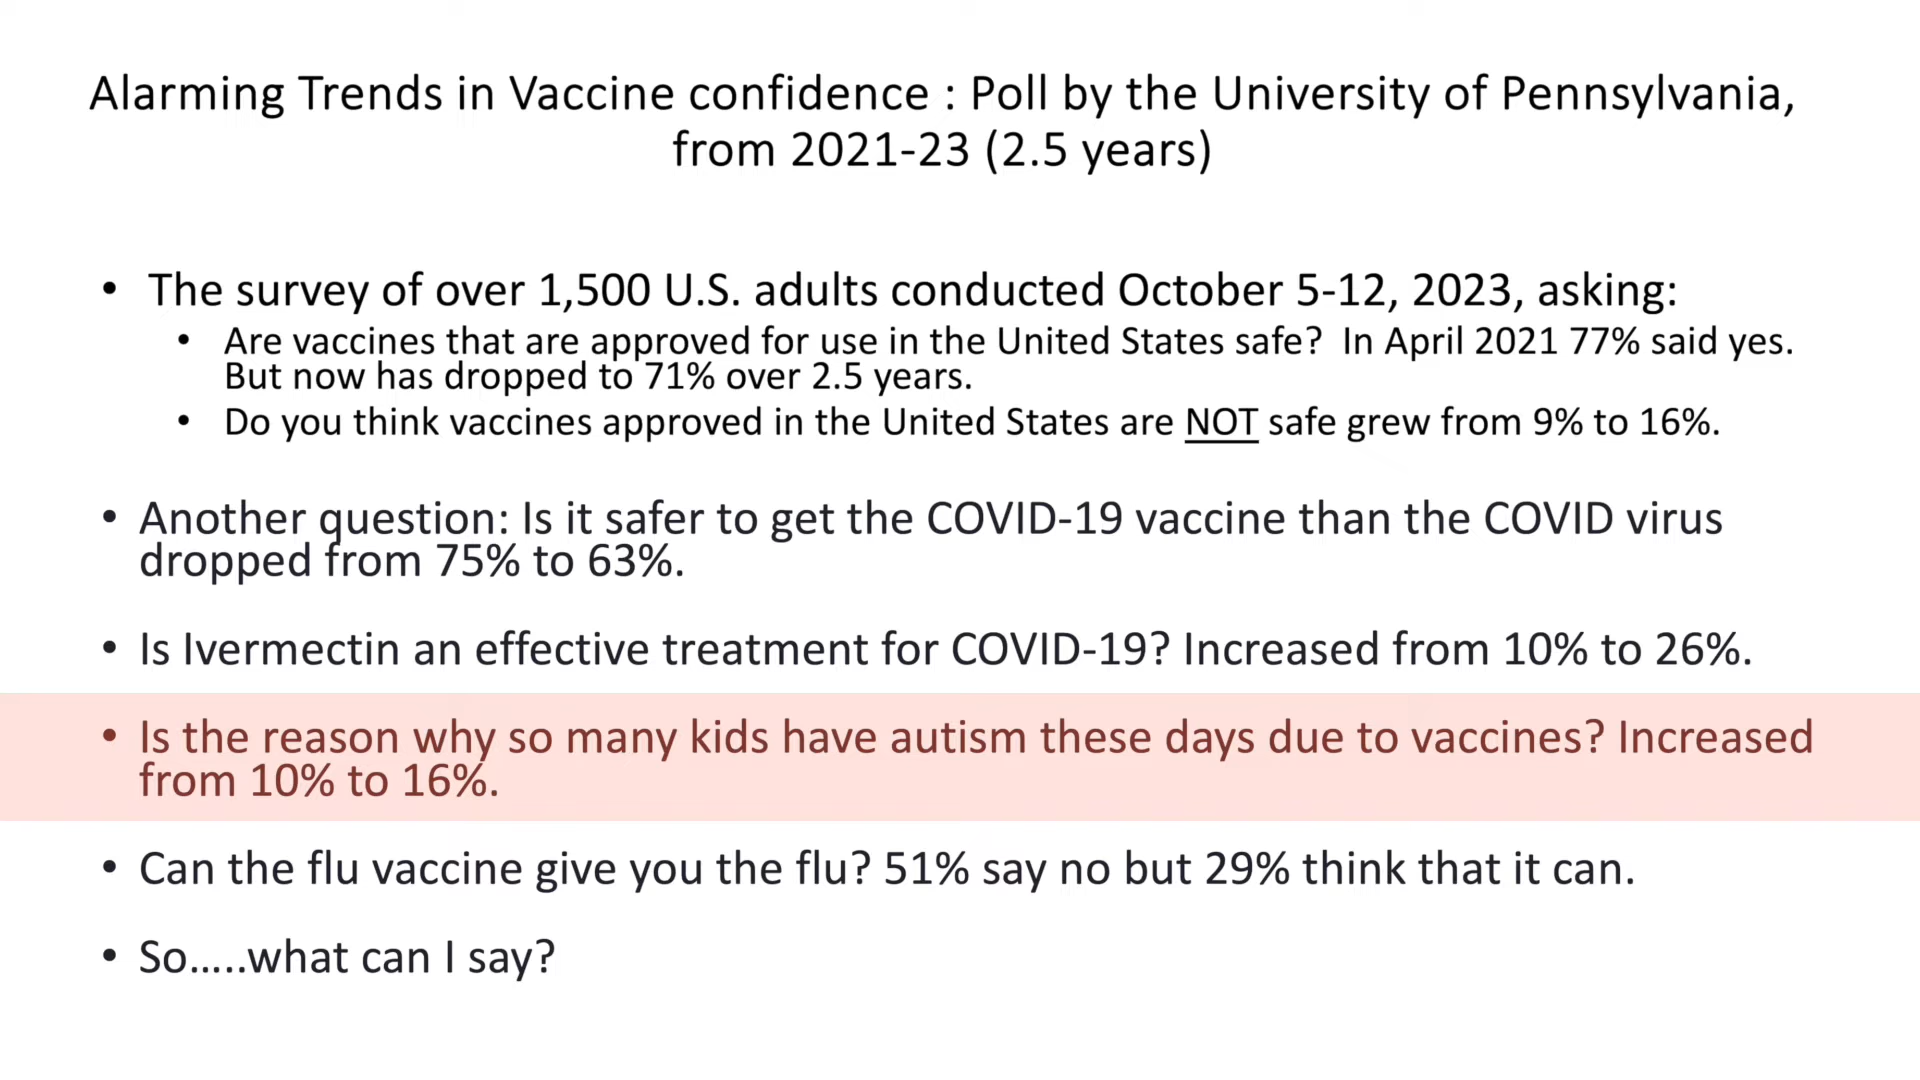 Alarming Trends in Vaccine confidence : Poll by the University of Pennsylvania,
from 2021-23 (2.5 years)
• The survey of over 1,500 U.S. adults conducted October 5-12, 2023, asking:
• Are vaccines that are approved for use in the United States safe? In April 2021 77% said yes.
But now has dropped to 71% over 2.5 years.
• Do you think vaccines approved in the United States are NOT safe grew from 9% to 16%.
• Another question: Is it safer to get the COVID-19 vaccine than the COVID virus
dropped from 75% to 63%.
• Is Ivermectin an effective treatment for COVID-19? Increased from 10% to 26%.
• Is the reason why so many kids have autism these days due to vaccines? Increased
from 10% to 16%.
• Can the flu vaccine give you the flu? 51% say no but 29% think that it can.
• So.....what can I say?